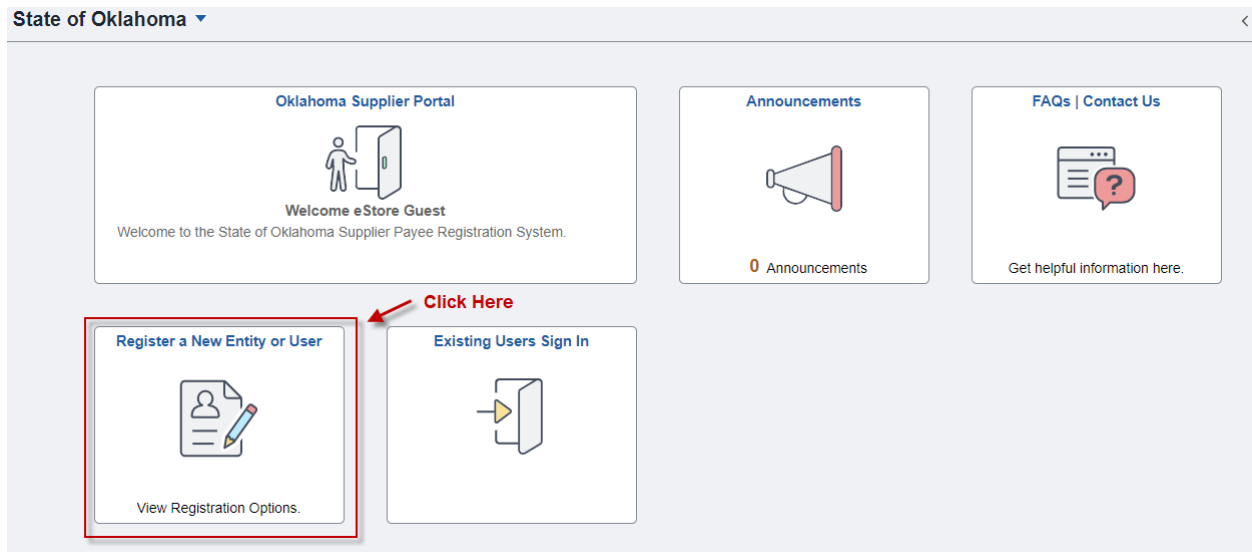 State of Oklahoma
Oklahoma Supplier Portal
Welcome eStore Guest
Welcome to the State of Oklahoma Supplier Payee Registration System.
Announcements
0 Announcements
FAQs | Contact Us
?
Get helpful information here.
Click Here
Register a New Entity or User
View Registration Options.
Existing Users Sign In